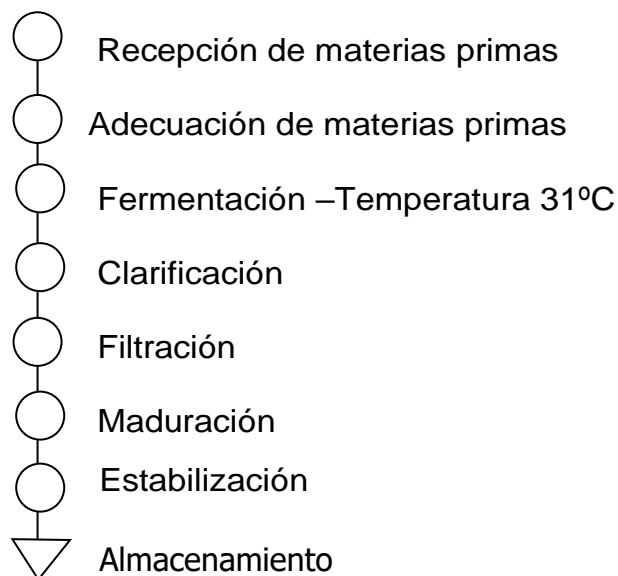 Recepción de materias primas
Adecuación de materias primas
Fermentación –Temperatura 31ºC
Clarificación
Filtración
Maduración
Estabilización
Almacenamiento